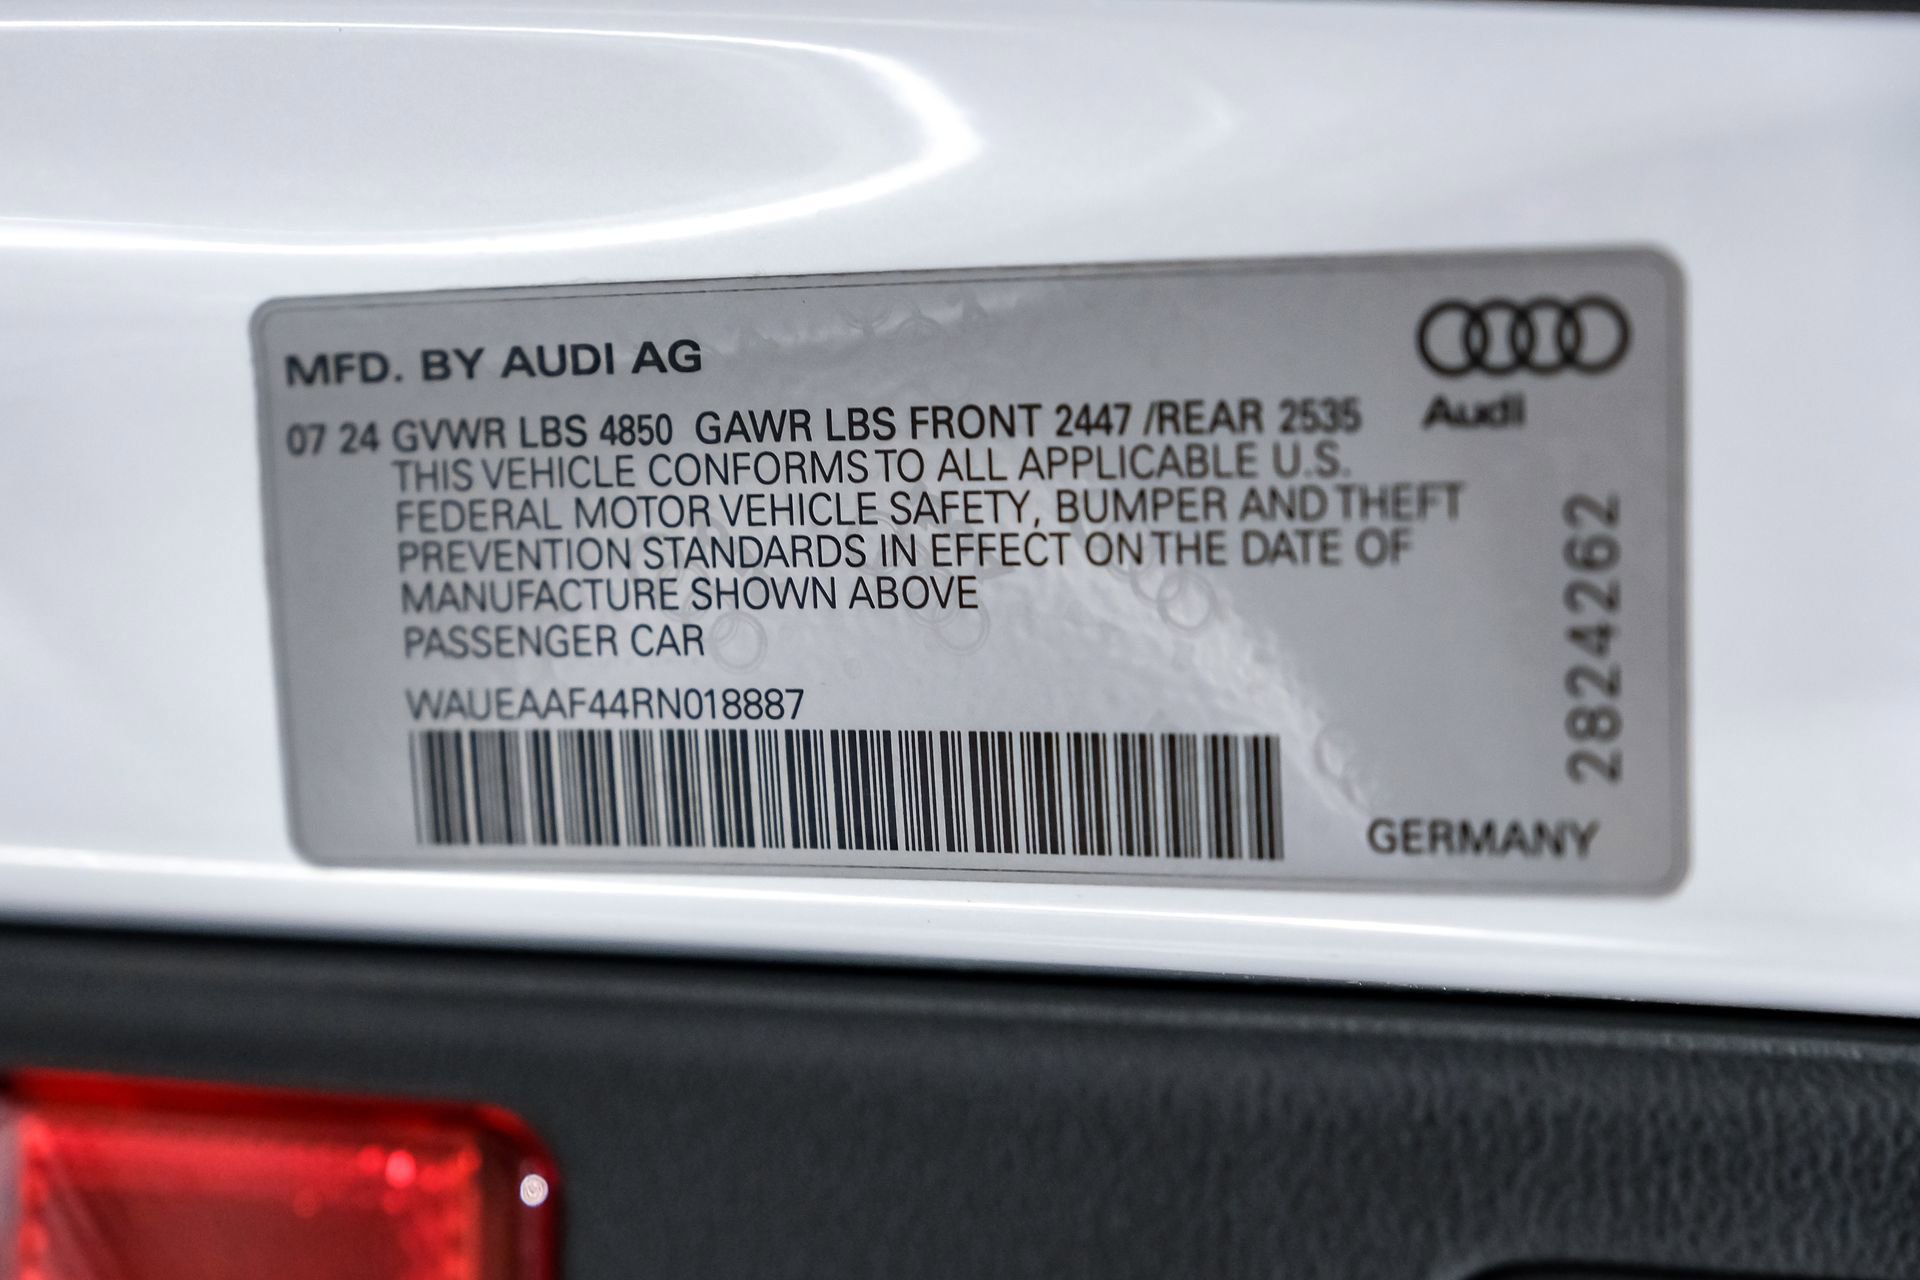 MFD. BY AUDI AG
Audi
07 24 GVWR LBS 4850 GAWR LBS FRONT 2447 /REAR 2535
THIS VEHICLE CONFORMS TO ALL APPLICABLE U.S.
FEDERAL MOTOR VEHICLE SAFETY, BUMPER AND THEFT
PREVENTION STANDARDS IN EFFECT ON THE DATE OF
MANUFACTURE SHOWN ABOVE
PASSENGER CAR
WAUEAAF44RN018887
GERMANY
2824262